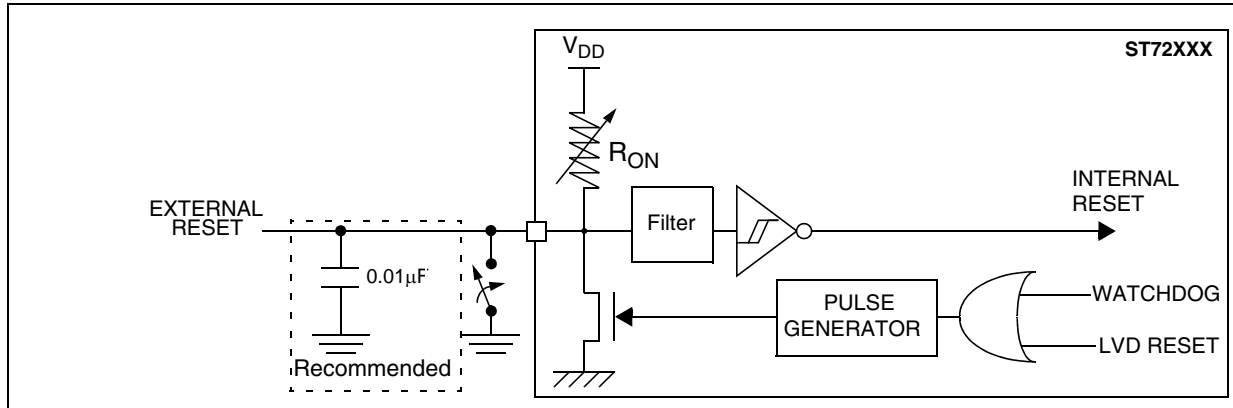 V_DD
ST72XXX
R_ON
INTERNAL
RESET
EXTERNAL
RESET
Filter
0.01μF
PULSE
GENERATOR
WATCHDOG
LVD RESET
Recommended